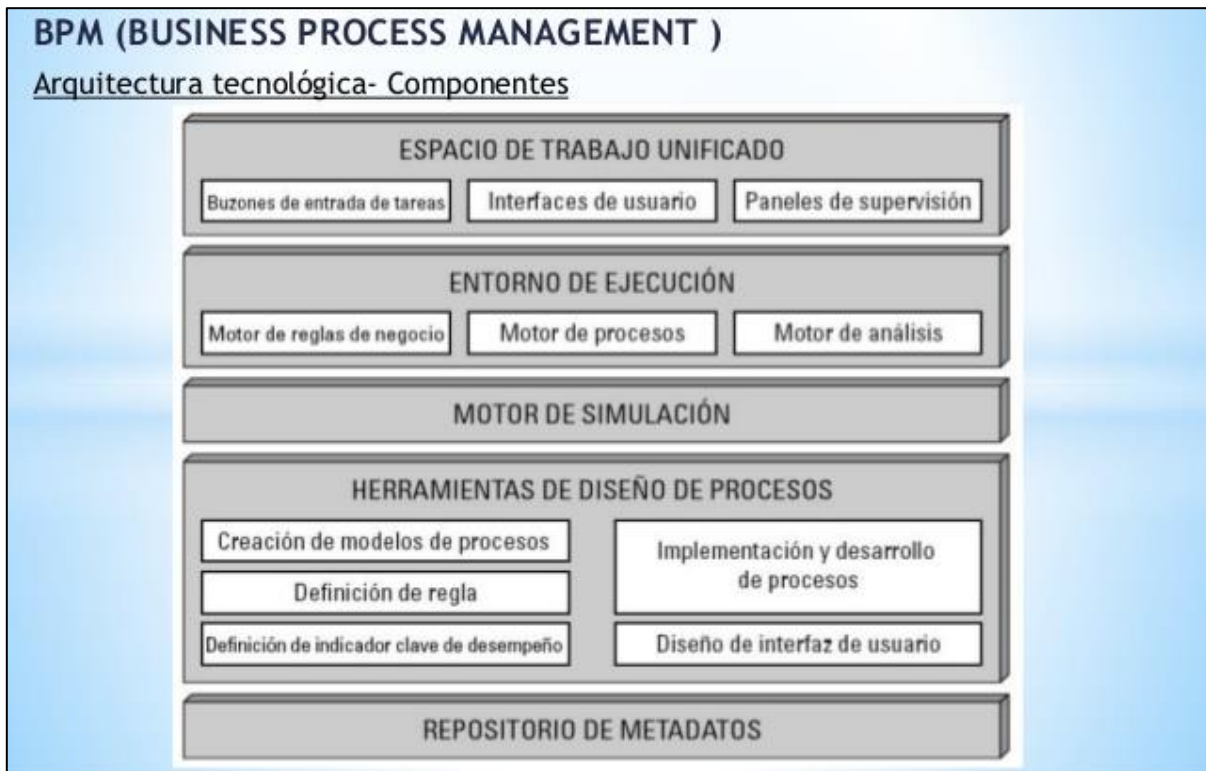 BPM (BUSINESS PROCESS MANAGEMENT )
Arquitectura tecnológica- Componentes
ESPACIO DE TRABAJO UNIFICADO
Buzones de entrada de tareas
Interfaces de usuario
Paneles de supervisión
ENTORNO DE EJECUCIÓN
Motor de reglas de negocio
Motor de procesos
Motor de análisis
MOTOR DE SIMULACIÓN
HERRAMIENTAS DE DISEÑO DE PROCESOS
Creación de modelos de procesos
Definición de regla
Definición de indicador clave de desempeño
Implementación y desarrollo
de procesos
Diseño de interfaz de usuario
REPOSITORIO DE METADATOS